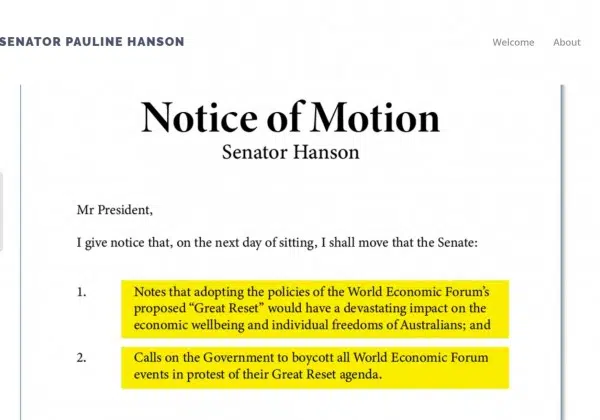 SENATOR PAULINE HANSON
Welcome About
Notice of Motion
Senator Hanson
Mr President,
I give notice that, on the next day of sitting, I shall move that the Senate:
1. Notes that adopting the policies of the World Economic Forum's
proposed “Great Reset” would have a devastating impact on the
economic wellbeing and individual freedoms of Australians; and
2. Calls on the Government to boycott all World Economic Forum
events in protest of their Great Reset agenda.